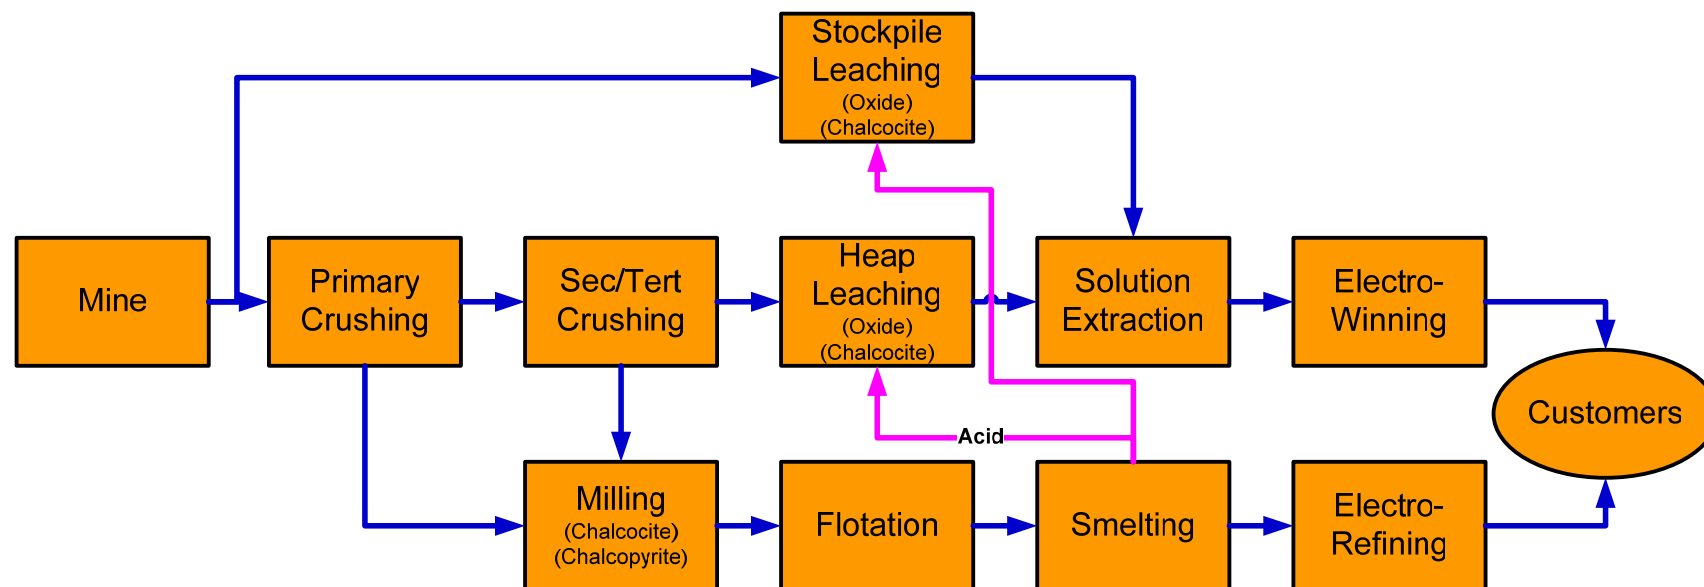 Stockpile
Leaching
(Oxide)
(Chalcocite)
Mine
Primary
Crushing
Sec/Tert
Crushing
Heap
Leaching
(Oxide)
(Chalcocite)
Solution
Extraction
Electro-
Winning
Customers
Acid
Milling
(Chalcocite)
(Chalcopyrite)
Flotation
Smelting
Electro-
Refining